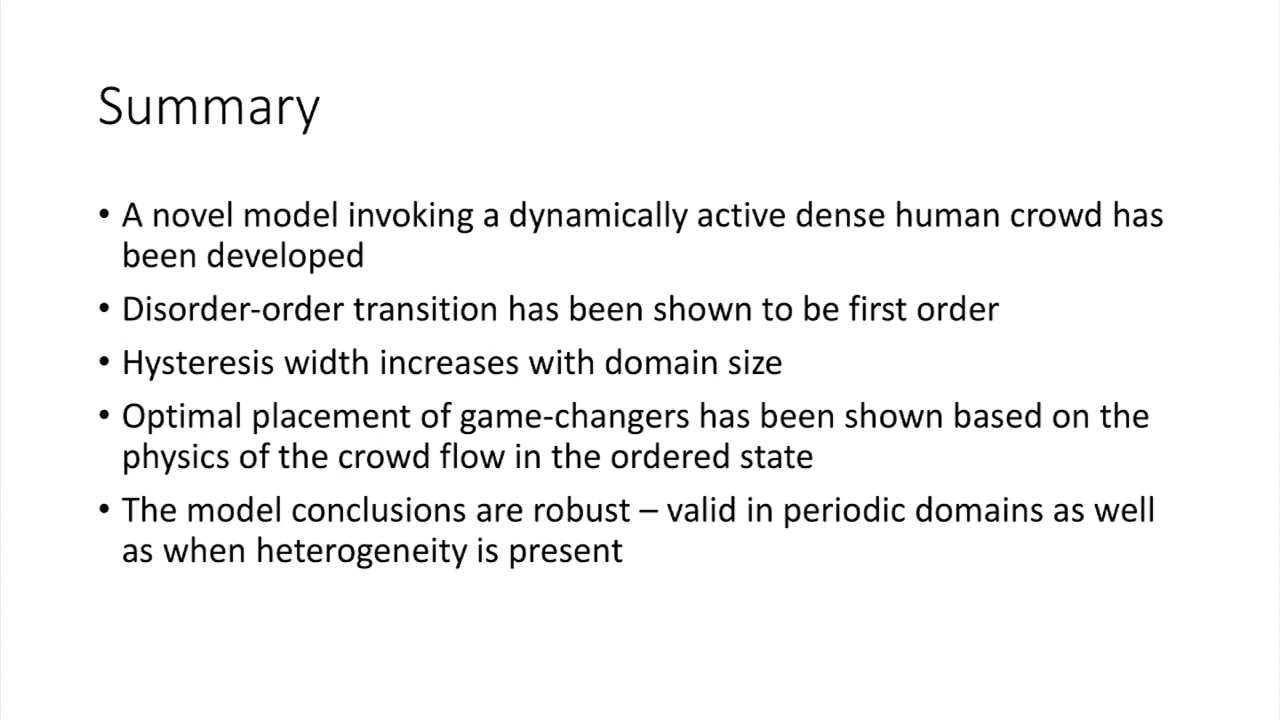 Summary
• A novel model invoking a dynamically active dense human crowd has
been developed
• Disorder-order transition has been shown to be first order
• Hysteresis width increases with domain size
• Optimal placement of game-changers has been shown based on the
physics of the crowd flow in the ordered state
• The model conclusions are robust – valid in periodic domains as well
as when heterogeneity is present